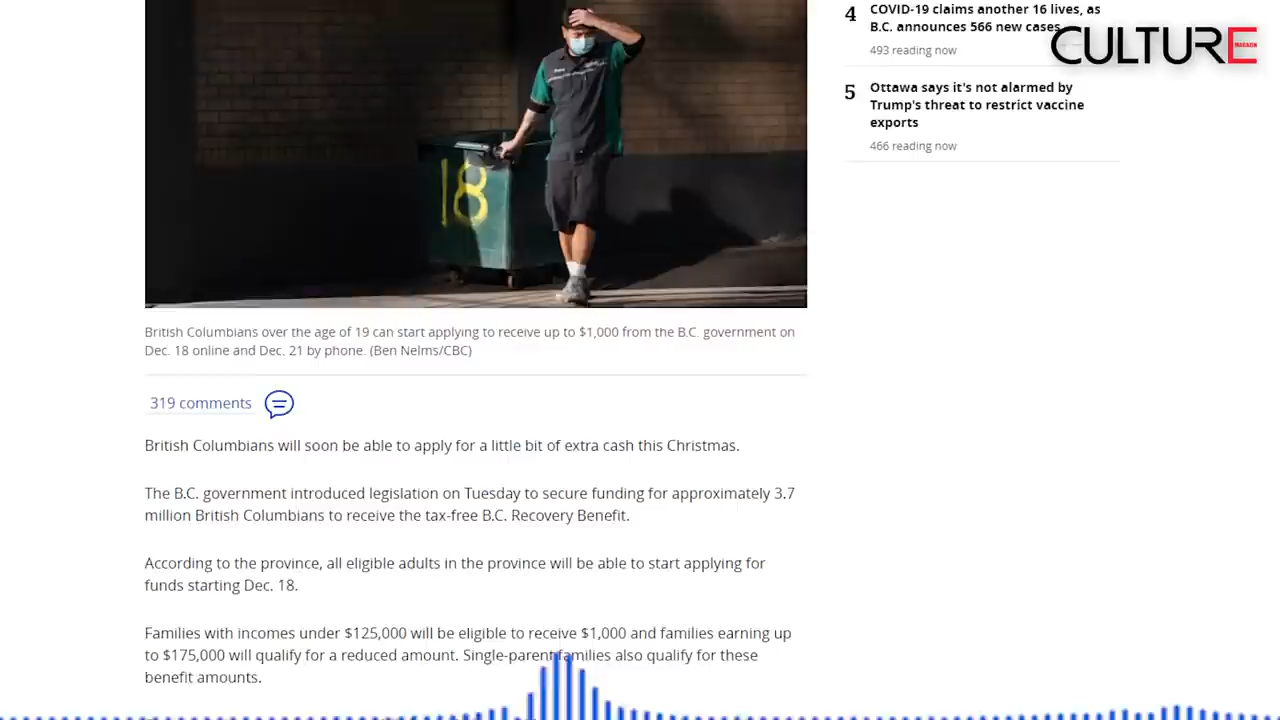 4
COVID-19 claims another 16 lives, as
B.C. announces 566 new cases
493 reading now
CULTURE
MAGAZIN
5
Ottawa says it's not alarmed by
Trump's threat to restrict vaccine
exports
466 reading now
18
British Columbians over the age of 19 can start applying to receive up to $1,000 from the B.C. government on
Dec. 18 online and Dec. 21 by phone. (Ben Nelms/CBC)
319 comments
British Columbians will soon be able to apply for a little bit of extra cash this Christmas.
The B.C. government introduced legislation on Tuesday to secure funding for approximately 3.7
million British Columbians to receive the tax-free B.C. Recovery Benefit.
According to the province, all eligible adults in the province will be able to start applying for
funds starting Dec. 18.
Families with incomes under $125,000 will be eligible to receive $1,000 and families earning up
to $175,000 will qualify for a reduced amount. Single-parent families also qualify for these
benefit amounts.